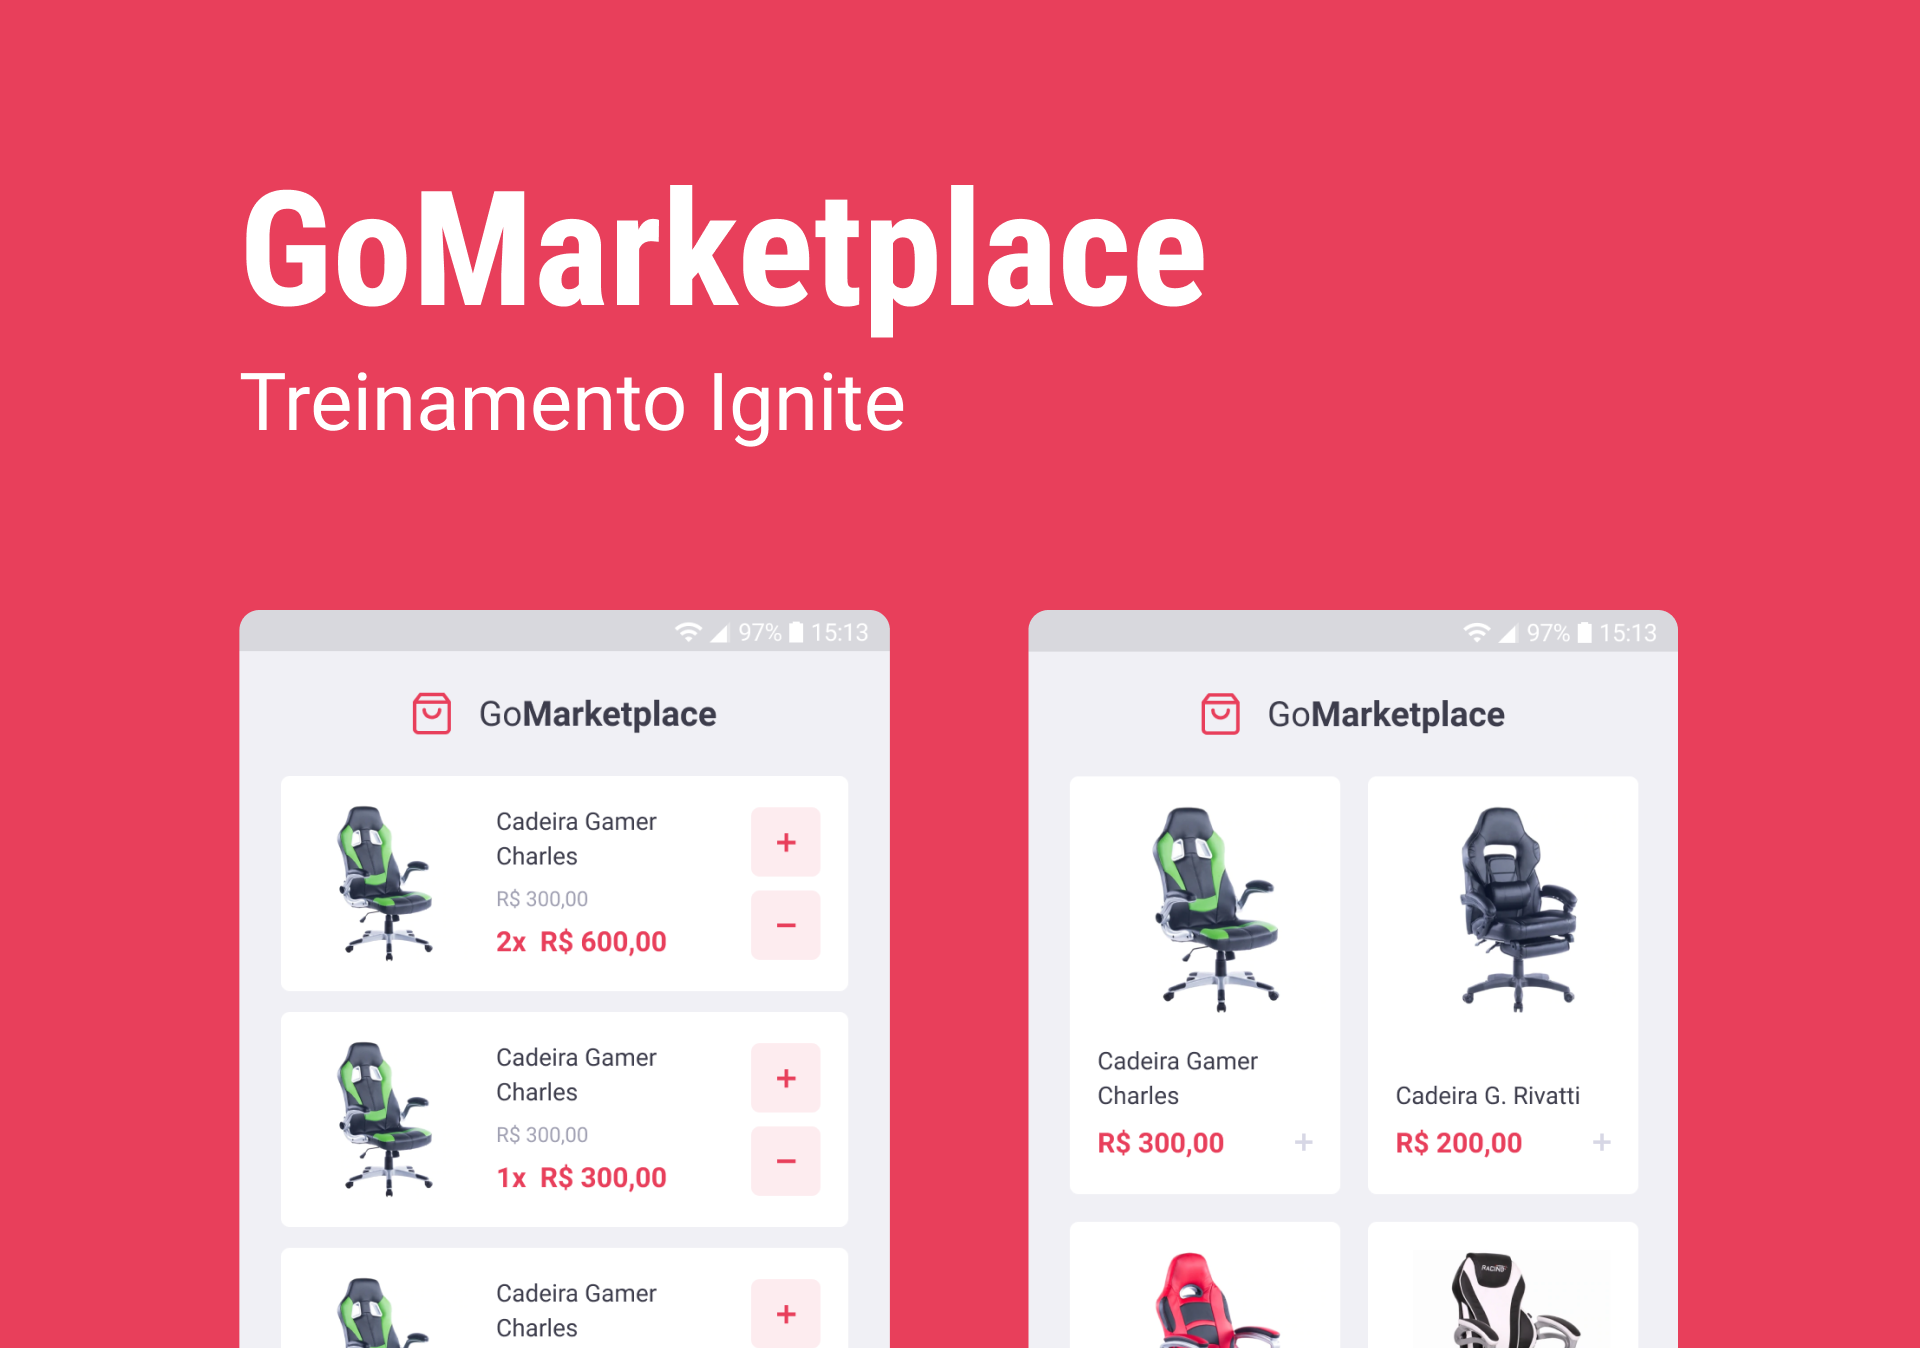 GoMarketplace
Treinamento Ignite
97% 15:13
GoMarketplace
Cadeira Gamer
Charles
R$ 300,00
2x R$ 600,00
+
−
Cadeira Gamer
Charles
R$ 300,00
1x R$ 300,00
+
−
Cadeira Gamer
Charles
+
97% 15:13
GoMarketplace
Cadeira Gamer
Charles
R$ 300,00 +
Cadeira G. Rivatti
R$ 200,00 +
RACING